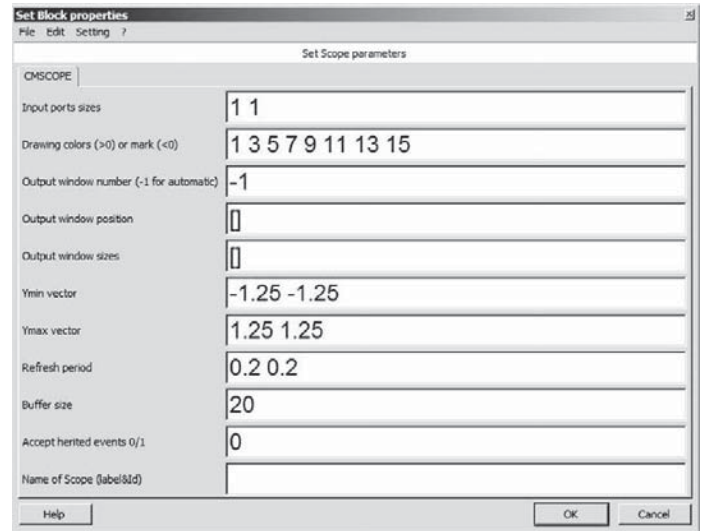 Set Block properties
File Edit Setting ?
Set Scope parameters
CMSCOPE
Input ports sizes 1 1
Drawing colors (>0) or mark (<0) 1 3 5 7 9 11 13 15
Output window number (-1 for automatic) -1
Output window position []
Output window sizes []
Ymin vector -1.25 -1.25
Ymax vector 1.25 1.25
Refresh period 0.2 0.2
Buffer size 20
Accept herited events 0/1 0
Name of Scope (label&Id)
Help OK Cancel